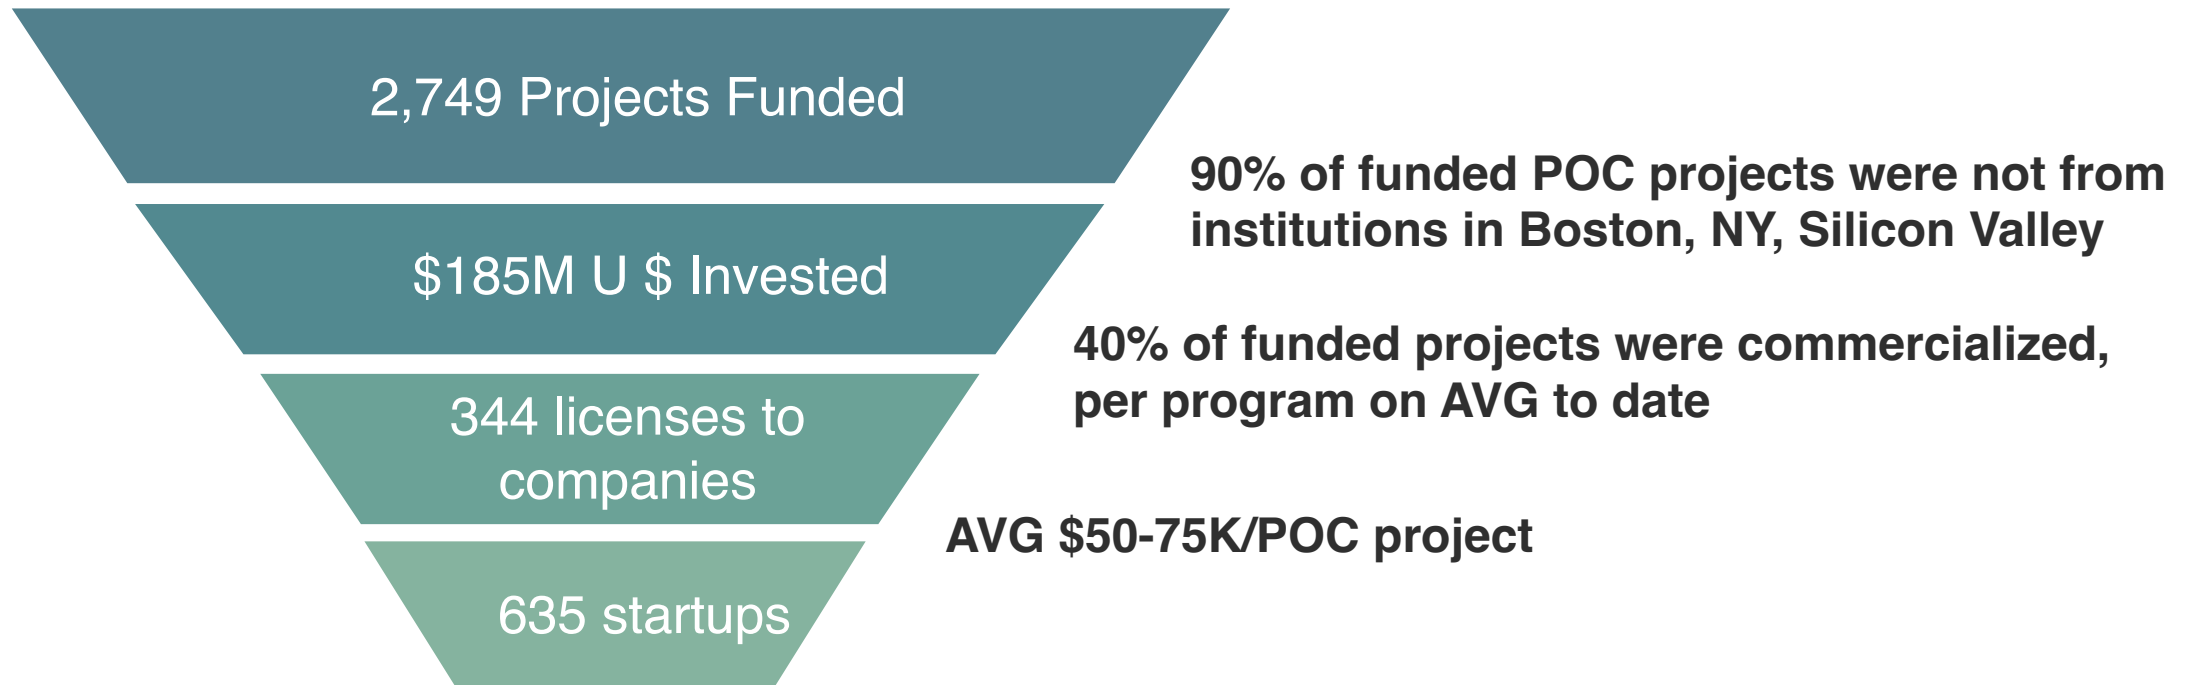 2,749 Projects Funded
90% of funded POC projects were not from
institutions in Boston, NY, Silicon Valley
$185M U $ Invested
40% of funded projects were commercialized,
per program on AVG to date
344 licenses to
companies
AVG $50-75K/POC project
635 startups